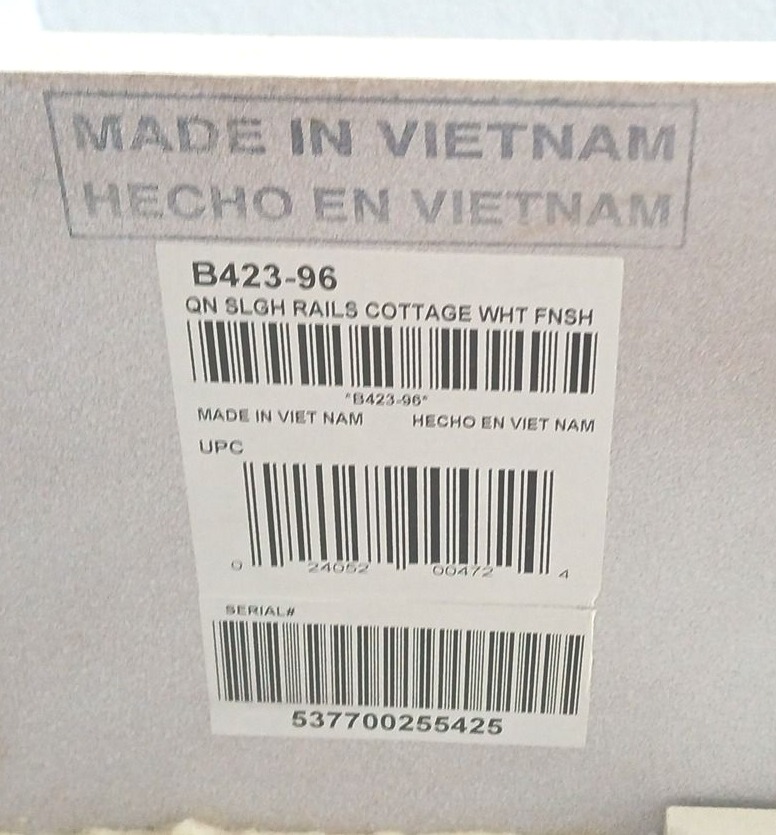 MADE IN VIETNAM
HECHO EN VIETNAM
B423-96
QN SLGH RAILS COTTAGE WHT FNSH
*B423-96*
MADE IN VIET NAM HECHO EN VIET NAM
UPC
0 24052 00472 4
SERIAL#
537700255425